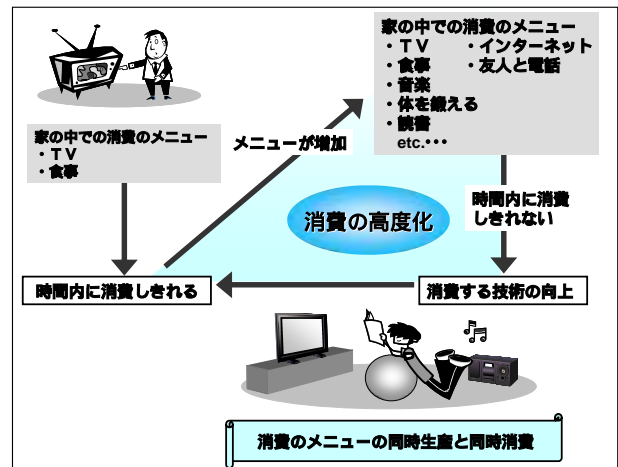 家の中での消費のメニュー
・ＴＶ
・食事
メニューが増加
家の中での消費のメニュー
・ＴＶ ・インターネット
・食事 ・友人と電話
・音楽
・体を鍛える
・読書
etc.・・・
時間内に消費
しきれない
消費の高度化
時間内に消費しきれる
消費する技術の向上
消費のメニューの同時生産と同時消費